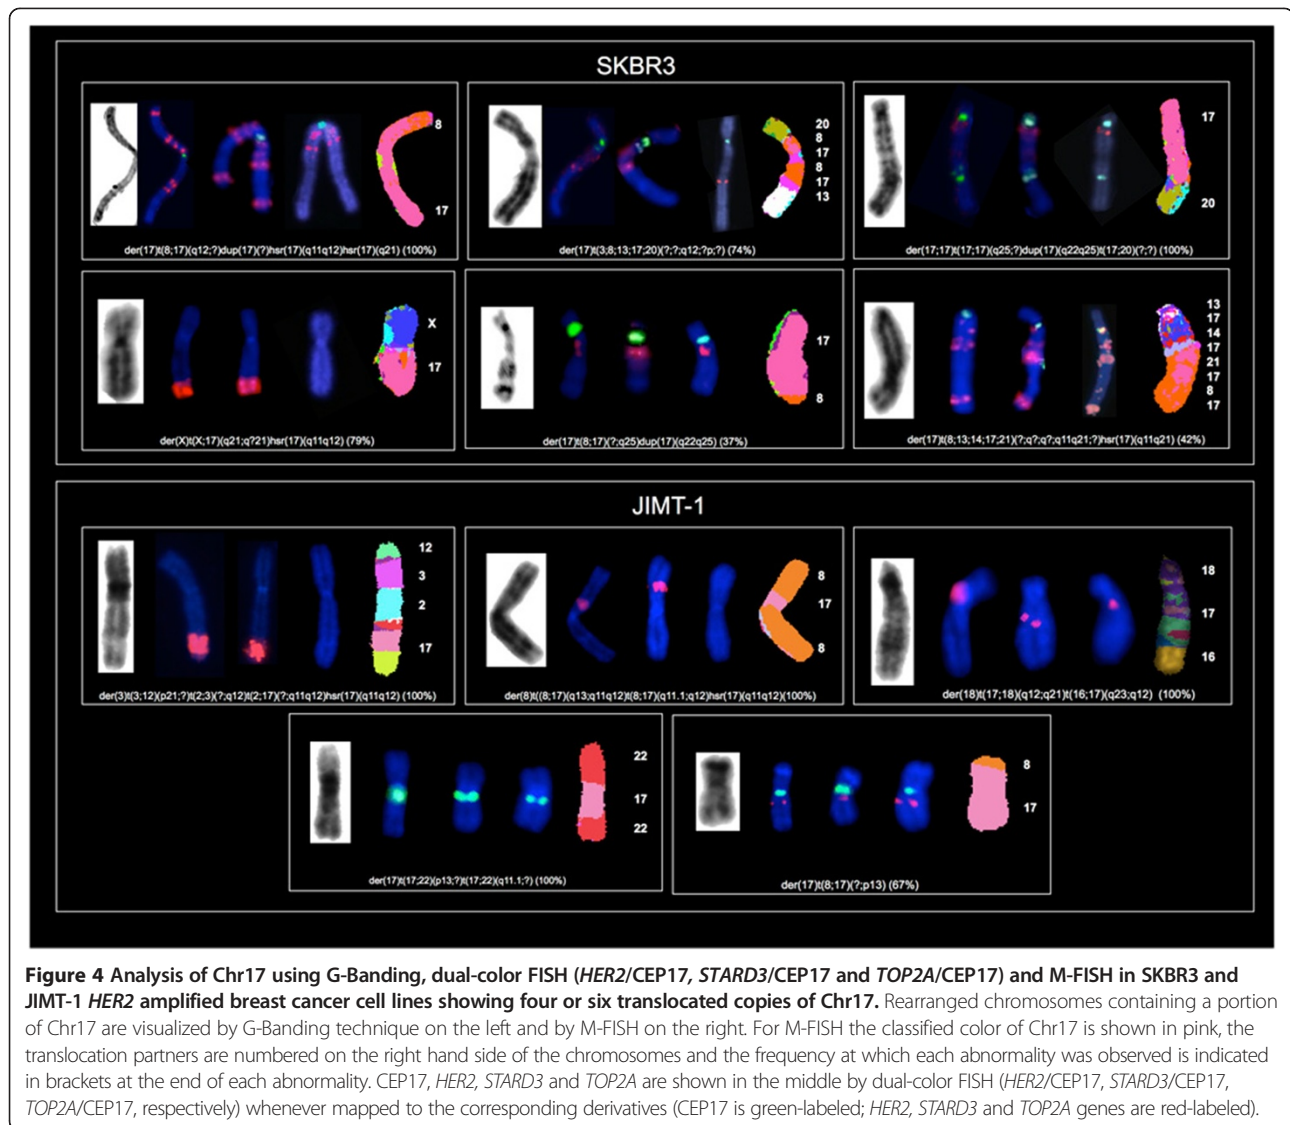 SKBR3
8
17
der(17)t(8;17)(q12;?)dup(17)(?)hsr(17)(q11q12)hsr(17)(q21) (100%)
20
8
17
8
17
13
der(17)t(3;8;13;17;20)(?;?;q12;?p;?) (74%)
17
20
der(17;17)t(17;17)(q25;?)dup(17)(q22q25)t(17;20)(?;?) (100%)
X
17
der(X)t(X;17)(q21;q?21)hsr(17)(q11q12) (79%)
17
8
der(17)t(8;17)(?;q25)dup(17)(q22q25) (37%)
13
17
14
17
21
17
8
17
der(17)t(8;13;14;17;21)(?;q?;q?;q11q21;?)hsr(17)(q11q21) (42%)
JIMT-1
12
3
2
17
der(3)t(3;12)(p21;?)t(2;3)(?;q12)t(2;17)(?;q11q12)hsr(17)(q11q12) (100%)
8
17
8
der(8)t((8;17)(q13;q11q12)t(8;17)(q11.1;q12)hsr(17)(q11q12)(100%)
18
17
16
der(18)t(17;18)(q12;q21)t(16;17)(q23;q12) (100%)
22
17
22
der(17)t(17;22)(p13;?)t(17;22)(q11.1;?) (100%)
8
17
der(17)t(8;17)(?;p13) (67%)
Figure 4 Analysis of Chr17 using G-Banding, dual-color FISH (HER2/CEP17, STARD3/CEP17 and TOP2A/CEP17) and M-FISH in SKBR3 and
JIMT-1 HER2 amplified breast cancer cell lines showing four or six translocated copies of Chr17. Rearranged chromosomes containing a portion
of Chr17 are visualized by G-Banding technique on the left and by M-FISH on the right. For M-FISH the classified color of Chr17 is shown in pink, the
translocation partners are numbered on the right hand side of the chromosomes and the frequency at which each abnormality was observed is indicated
in brackets at the end of each abnormality. CEP17, HER2, STARD3 and TOP2A are shown in the middle by dual-color FISH (HER2/CEP17, STARD3/CEP17,
TOP2A/CEP17, respectively) whenever mapped to the corresponding derivatives (CEP17 is green-labeled; HER2, STARD3 and TOP2A genes are red-labeled).